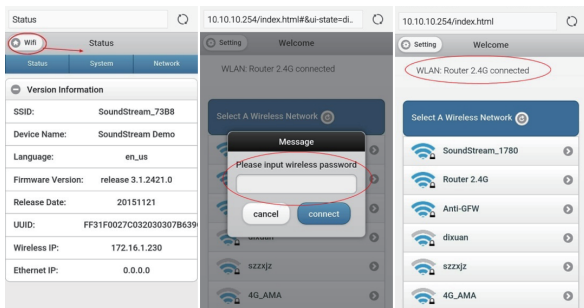 Status
Wifi
Status
Status System Network
Version Information
SSID: SoundStream_73B8
Device Name: SoundStream Demo
Language: en_us
Firmware Version: release 3.1.2421.0
Release Date: 20151121
UUID: FF31F0027C032030307B639
Wireless IP: 172.16.1.230
Ethernet IP: 0.0.0.0
10.10.10.254/index.html#&ui-state=di..
Setting Welcome
WLAN: Router 2.4G connected
Select A Wireless Network
Message
Please input wireless password
cancel connect
dixuan
szzxjz
4G_AMA
10.10.10.254/index.html
Setting Welcome
WLAN: Router 2.4G connected
Select A Wireless Network
SoundStream_1780
Router 2.4G
Anti-GFW
dixuan
szzxjz
4G_AMA